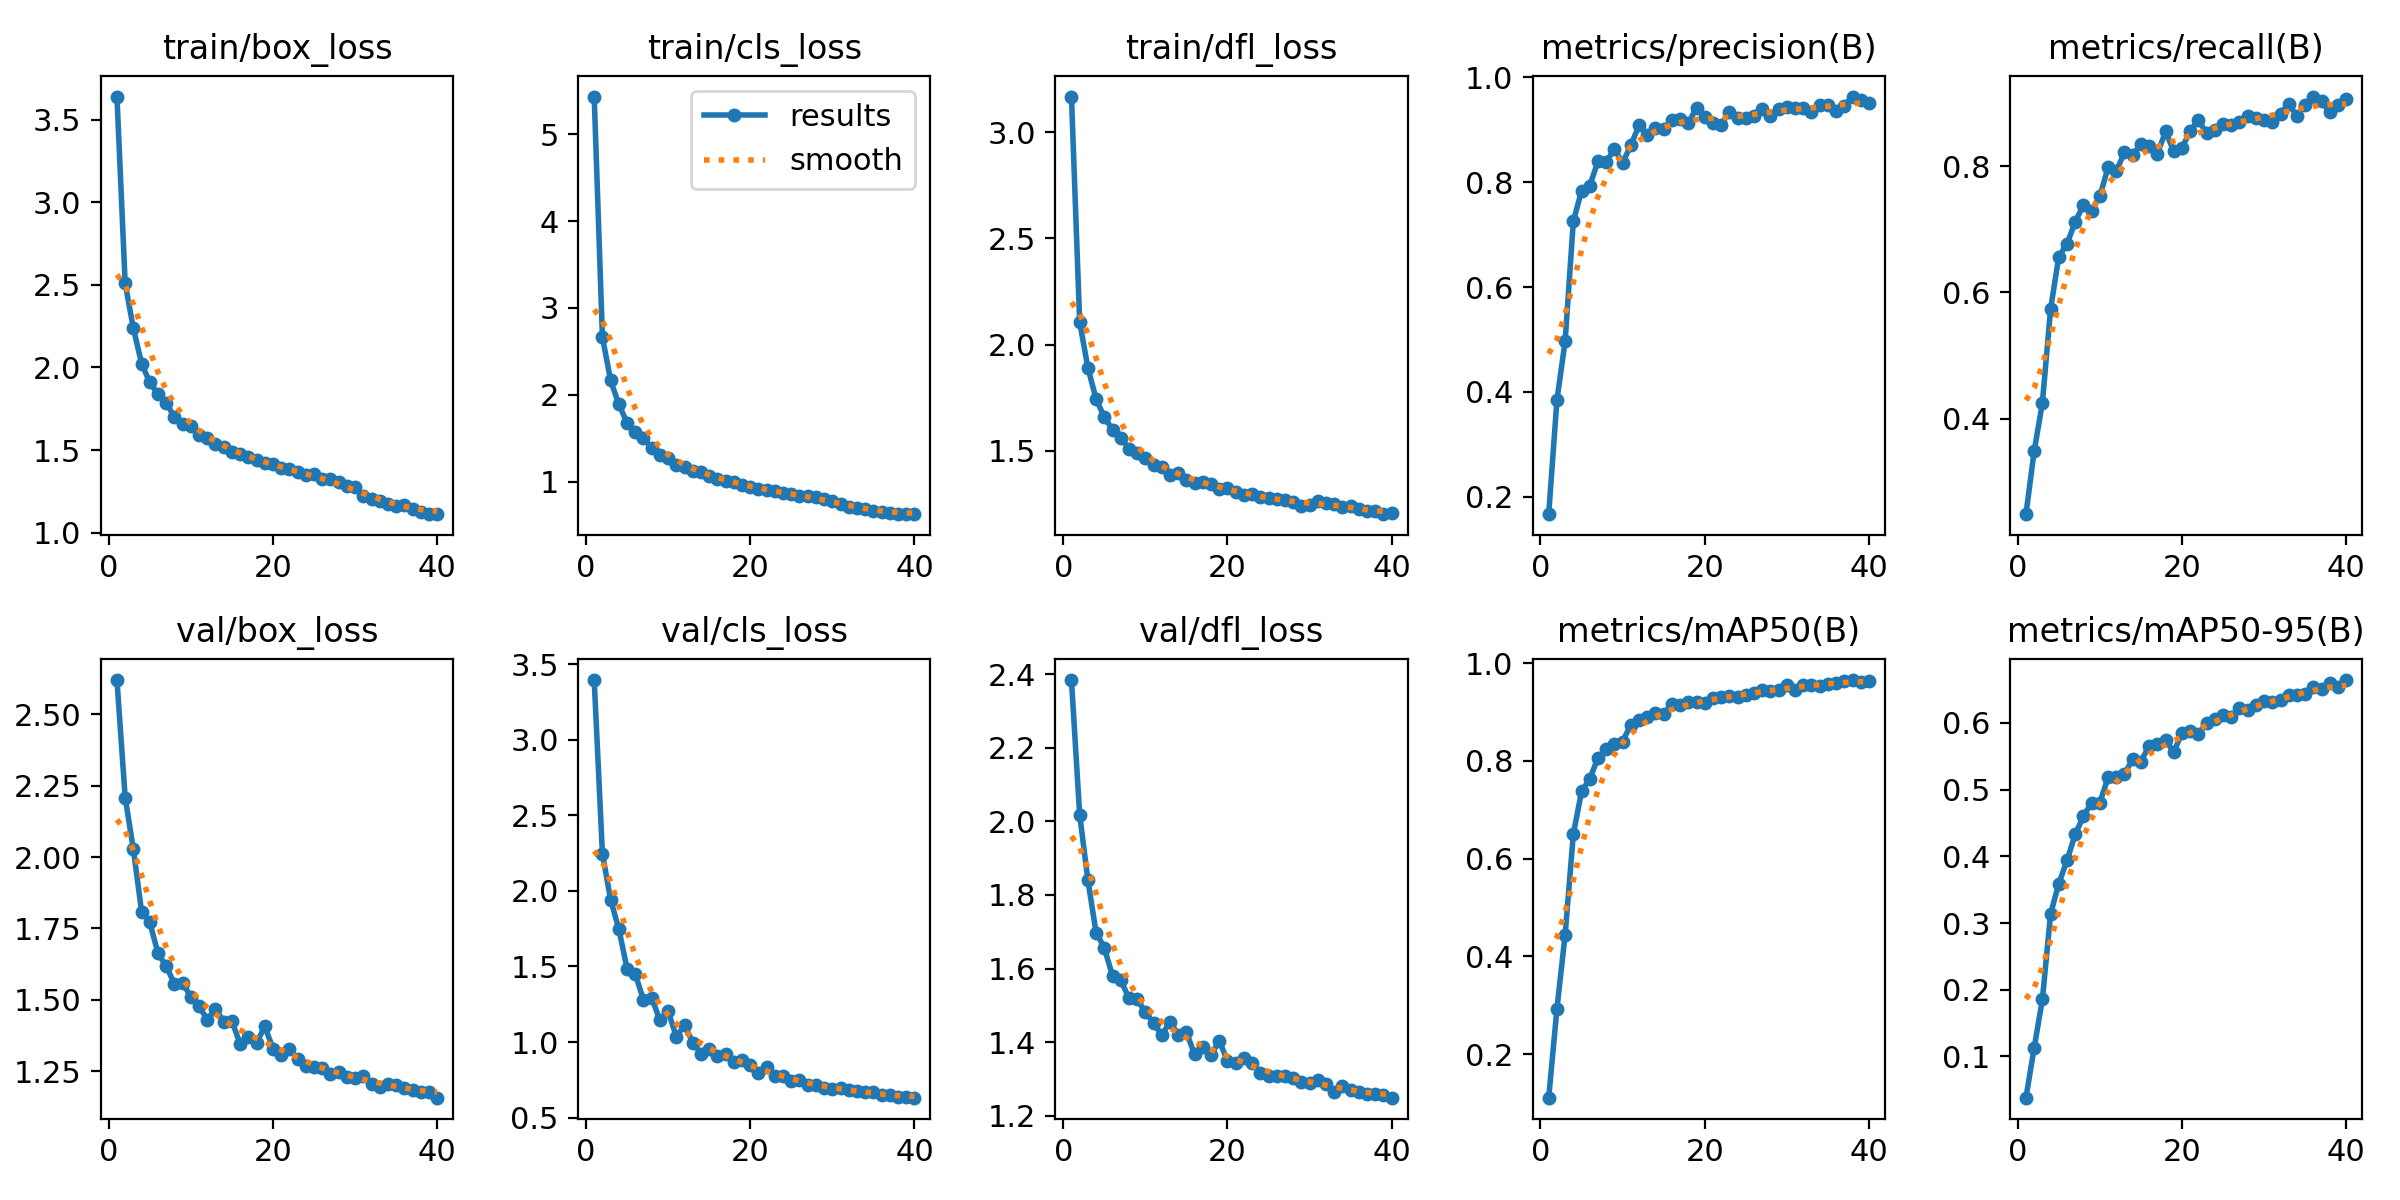 train/box_loss
3.5
3.0
2.5
2.0
1.5
1.0
0 20 40
train/cls_loss
results
smooth
5
4
3
2
1
0 20 40
train/dfl_loss
3.0
2.5
2.0
1.5
0 20 40
metrics/precision(B)
1.0
0.8
0.6
0.4
0.2
0 20 40
metrics/recall(B)
0.8
0.6
0.4
0 20 40
val/box_loss
2.50
2.25
2.00
1.75
1.50
1.25
0 20 40
val/cls_loss
3.5
3.0
2.5
2.0
1.5
1.0
0.5
0 20 40
val/dfl_loss
2.4
2.2
2.0
1.8
1.6
1.4
1.2
0 20 40
metrics/mAP50(B)
1.0
0.8
0.6
0.4
0.2
0 20 40
metrics/mAP50-95(B)
0.6
0.5
0.4
0.3
0.2
0.1
0 20 40